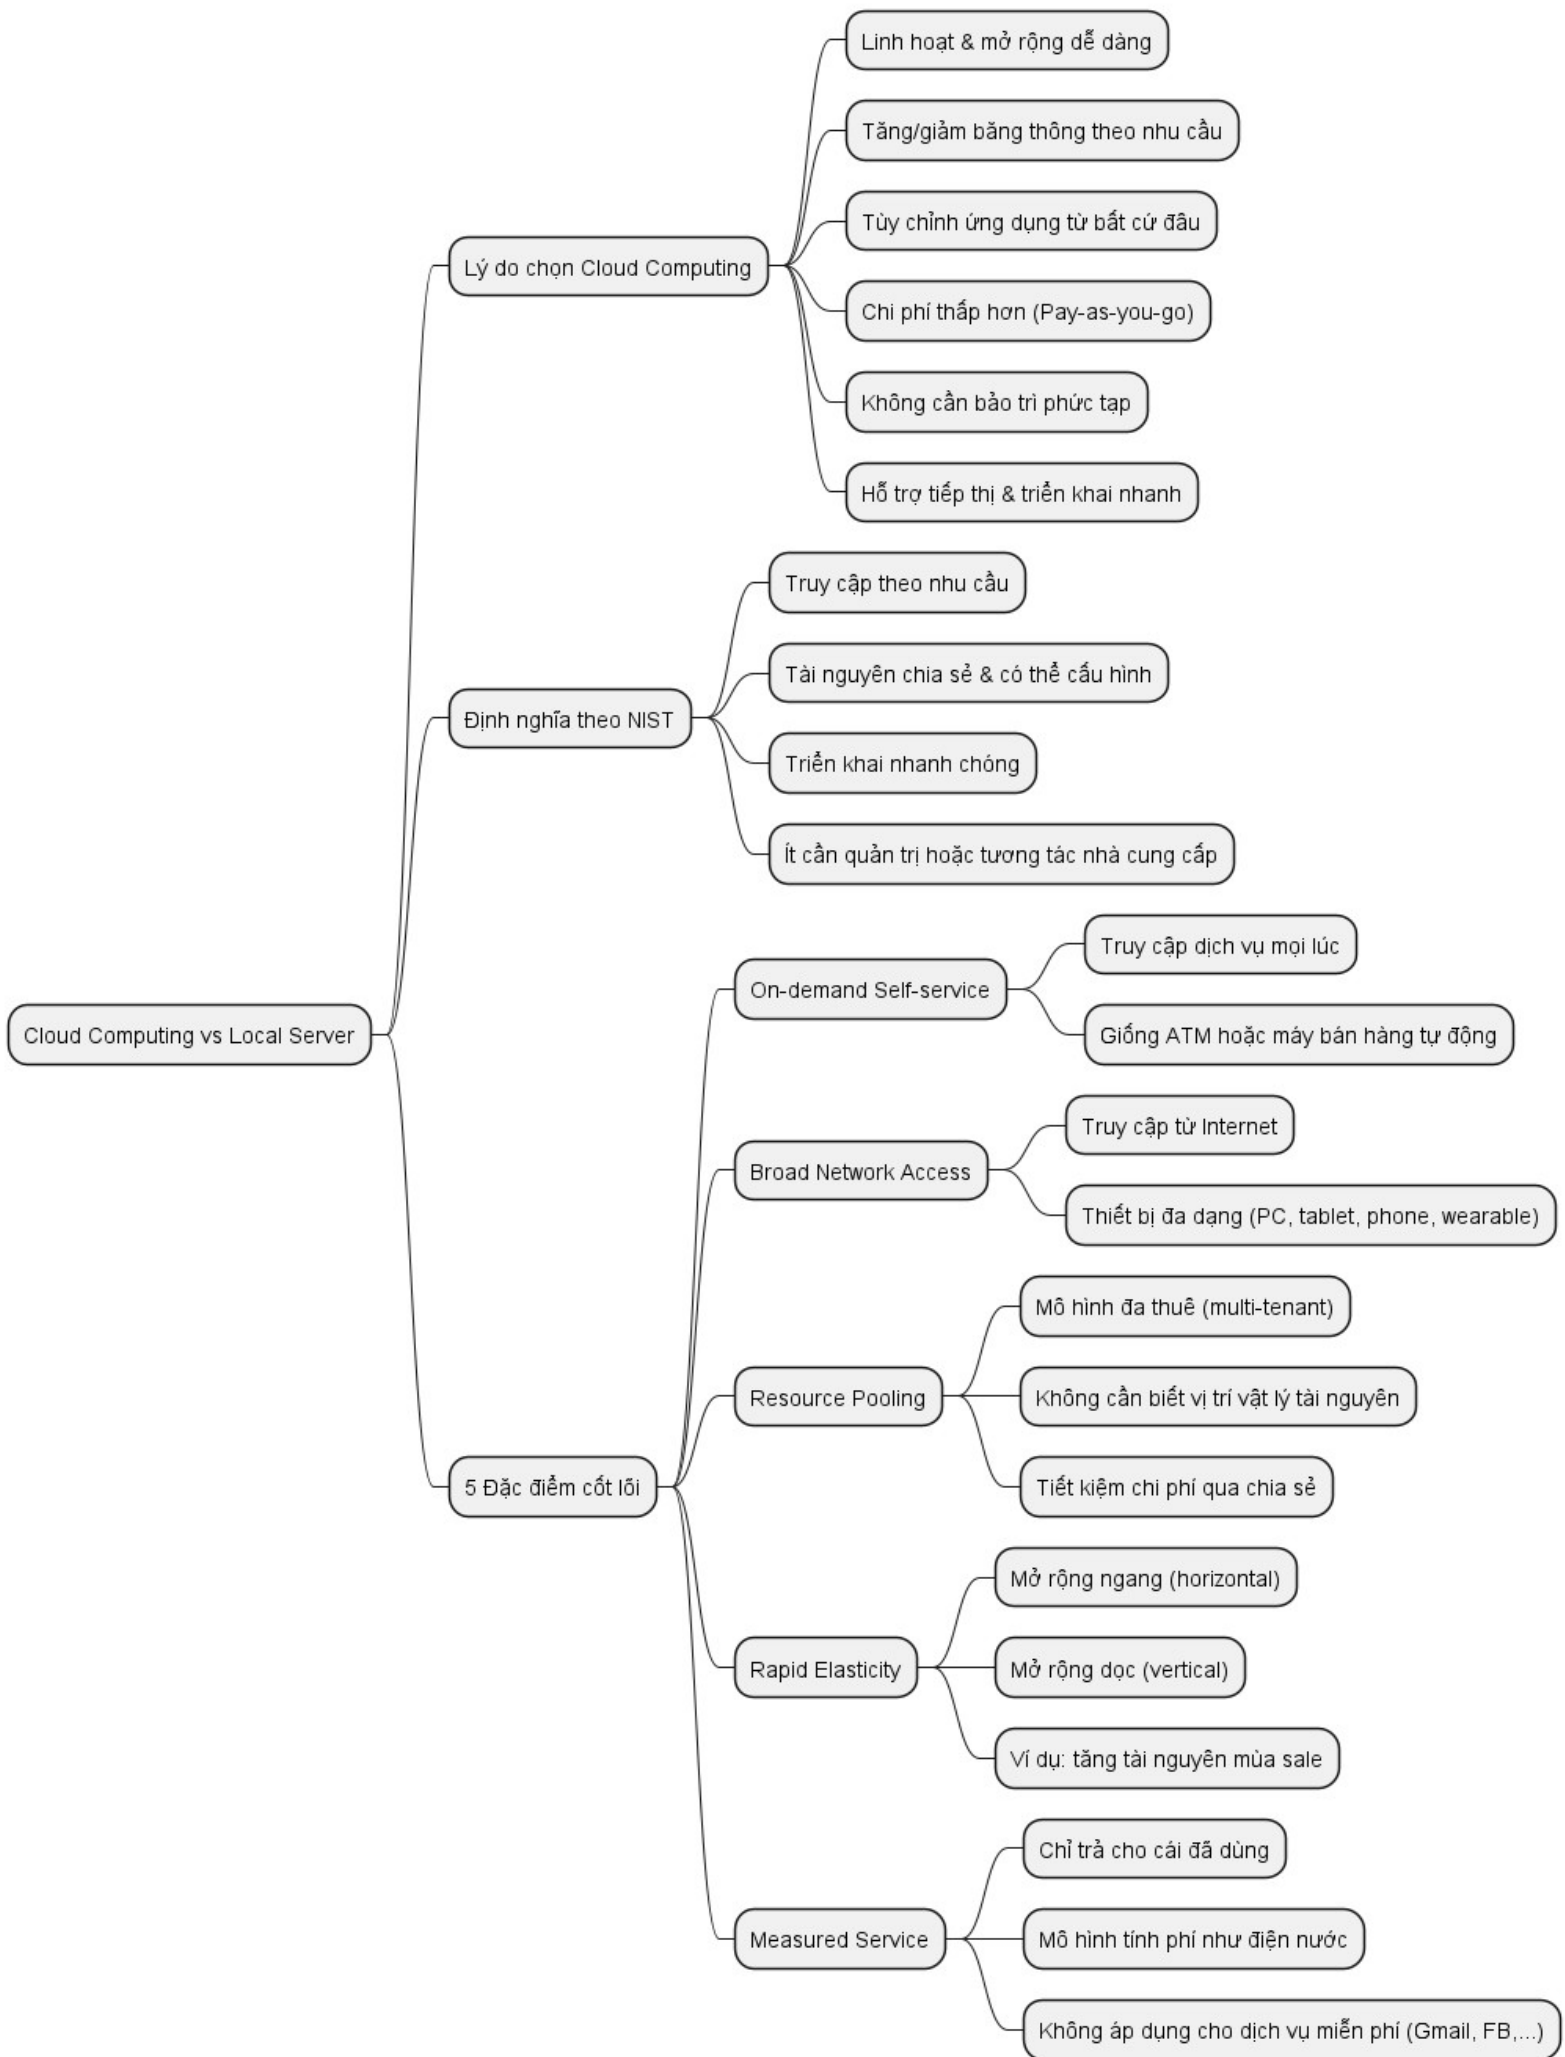 Cloud Computing vs Local Server
Lý do chọn Cloud Computing
Linh hoạt & mở rộng dễ dàng
Tăng/giảm băng thông theo nhu cầu
Tùy chỉnh ứng dụng từ bất cứ đâu
Chi phí thấp hơn (Pay-as-you-go)
Không cần bảo trì phức tạp
Hỗ trợ tiếp thị & triển khai nhanh
Định nghĩa theo NIST
Truy cập theo nhu cầu
Tài nguyên chia sẻ & có thể cấu hình
Triển khai nhanh chóng
Ít cần quản trị hoặc tương tác nhà cung cấp
5 Đặc điểm cốt lõi
On-demand Self-service
Truy cập dịch vụ mọi lúc
Giống ATM hoặc máy bán hàng tự động
Broad Network Access
Truy cập từ Internet
Thiết bị đa dạng (PC, tablet, phone, wearable)
Resource Pooling
Mô hình đa thuê (multi-tenant)
Không cần biết vị trí vật lý tài nguyên
Tiết kiệm chi phí qua chia sẻ
Rapid Elasticity
Mở rộng ngang (horizontal)
Mở rộng dọc (vertical)
Ví dụ: tăng tài nguyên mùa sale
Measured Service
Chỉ trả cho cái đã dùng
Mô hình tính phí như điện nước
Không áp dụng cho dịch vụ miễn phí (Gmail, FB,...)